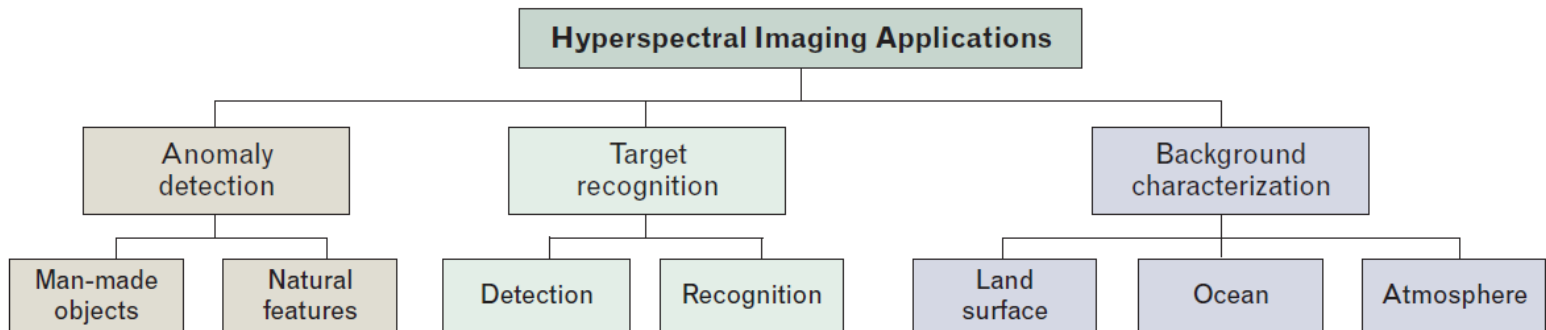 Hyperspectral Imaging Applications
Anomaly
detection
Target
recognition
Background
characterization
Man-made
objects
Natural
features
Detection
Recognition
Land
surface
Ocean
Atmosphere